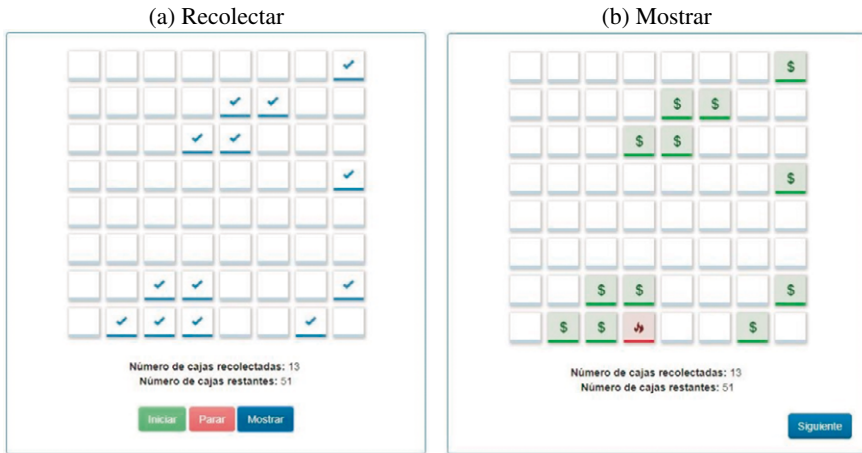 (a) Recolectar
Número de cajas recolectadas: 13
Número de cajas restantes: 51
Iniciar Parar Mostrar
(b) Mostrar
$
$ $
$ $
$
$ $ $
$ $ $
Número de cajas recolectadas: 13
Número de cajas restantes: 51
Siguiente